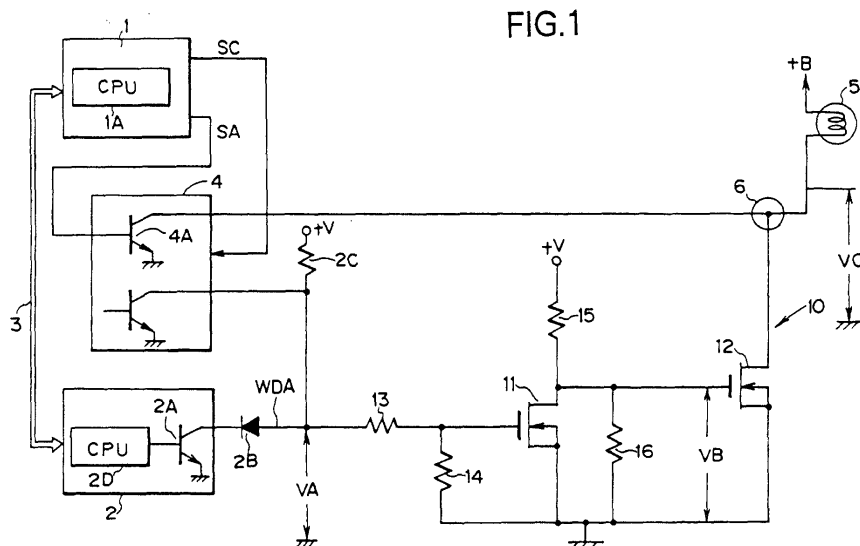 FIG.1
1
SC
CPU
1A
SA
+B
5
4
6
4A
+V
2C
+V
VC
3
15
10
12
11
WDA
13
2A
CPU
2B
14
16
VB
2D
VA
2